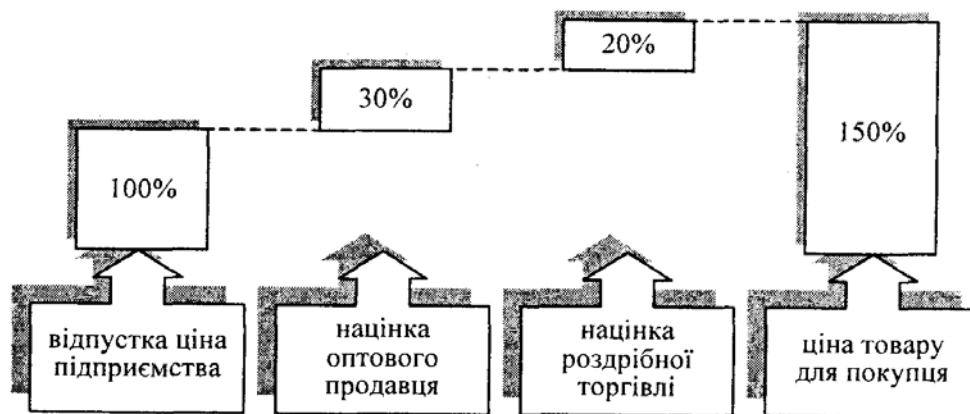 100%
30%
20%
150%
відпустка ціна
підприємства
націнка
оптового
продавця
націнка
роздрібної
торгівлі
ціна товару
для покупця